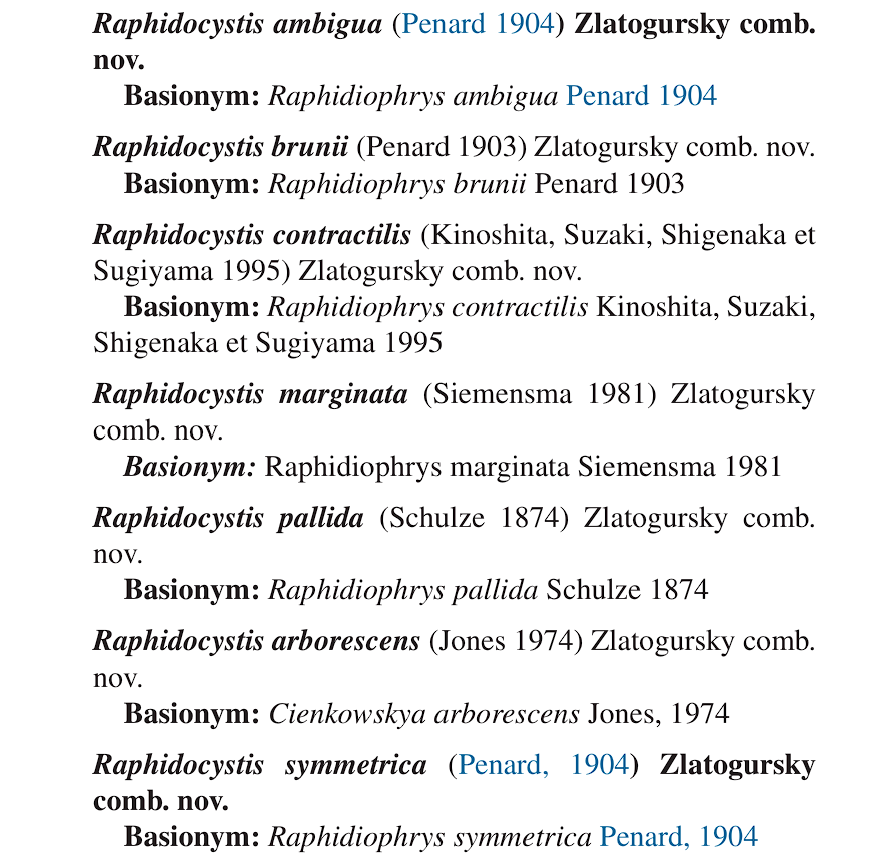 Raphidocystis ambigua (Penard 1904) Zlatogursky comb.
nov.
Basionym: Raphidiophrys ambigua Penard 1904
Raphidocystis brunii (Penard 1903) Zlatogursky comb. nov.
Basionym: Raphidiophrys brunii Penard 1903
Raphidocystis contractilis (Kinoshita, Suzaki, Shigenaka et
Sugiyama 1995) Zlatogursky comb. nov.
Basionym: Raphidiophrys contractilis Kinoshita, Suzaki,
Shigenaka et Sugiyama 1995
Raphidocystis marginata (Siemensma 1981) Zlatogursky
comb. nov.
Basionym: Raphidiophrys marginata Siemensma 1981
Raphidocystis pallida (Schulze 1874) Zlatogursky comb.
nov.
Basionym: Raphidiophrys pallida Schulze 1874
Raphidocystis arborescens (Jones 1974) Zlatogursky comb.
nov.
Basionym: Cienkowskya arborescens Jones, 1974
Raphidocystis symmetrica (Penard, 1904) Zlatogursky
comb. nov.
Basionym: Raphidiophrys symmetrica Penard, 1904